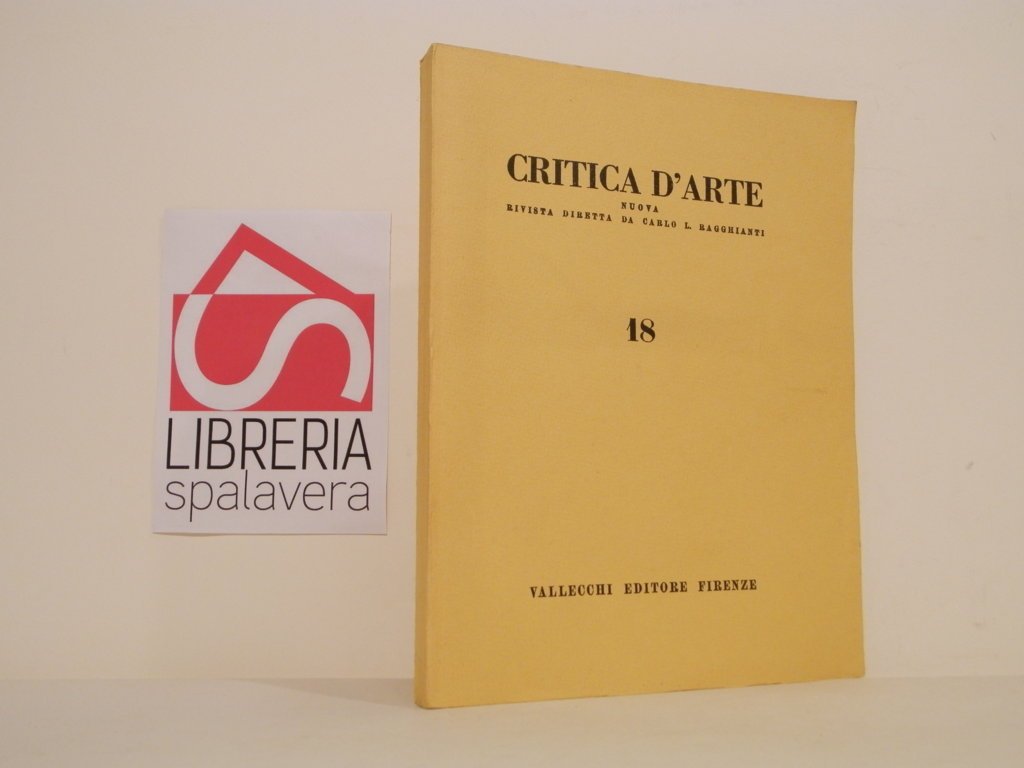 LIBRERIA
spalavera
CRITICA D'ARTE
NUOVA
RIVISTA DIRETTA DA CARLO L. RAGGHIANTI
18
VALLECCHI EDITORE FIRENZE